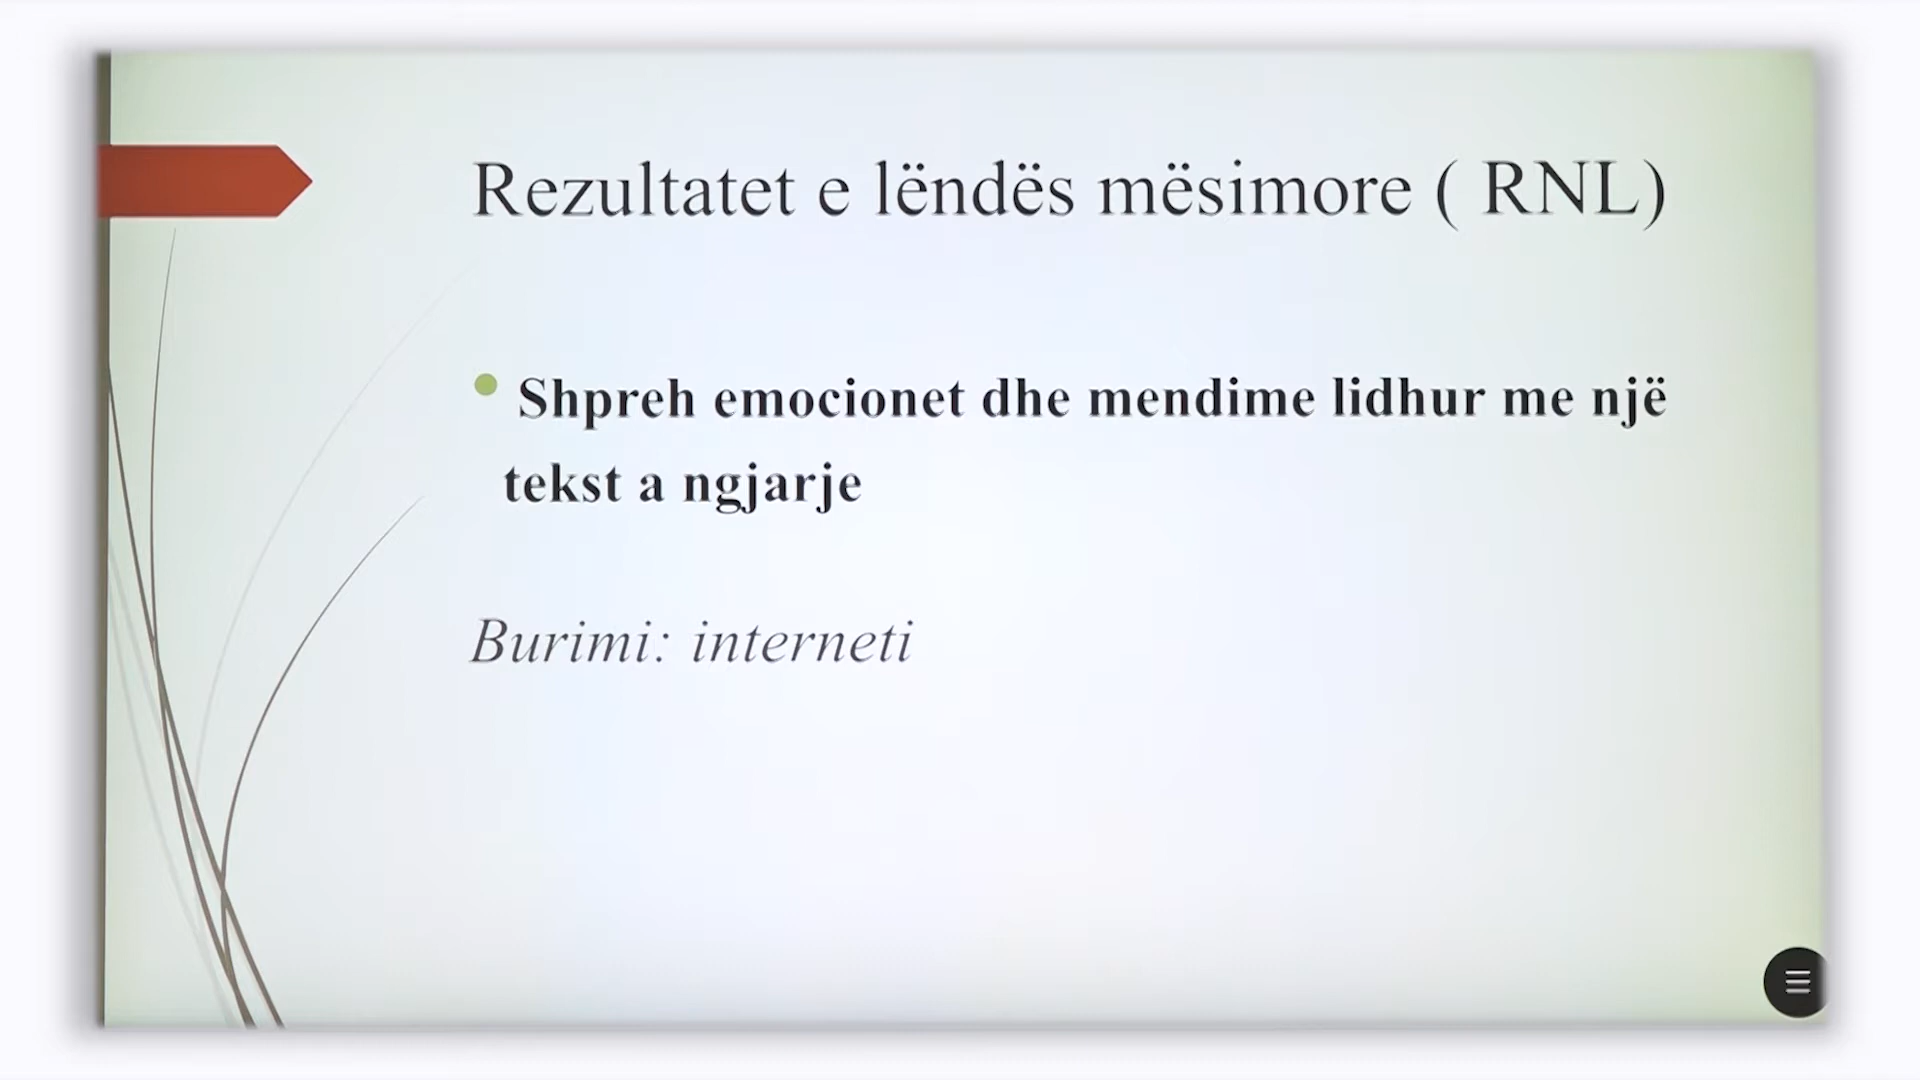 Rezultatet e lëndës mësimore ( RNL)
Shpreh emocionet dhe mendime lidhur me një
tekst a ngjarje
Burimi: interneti